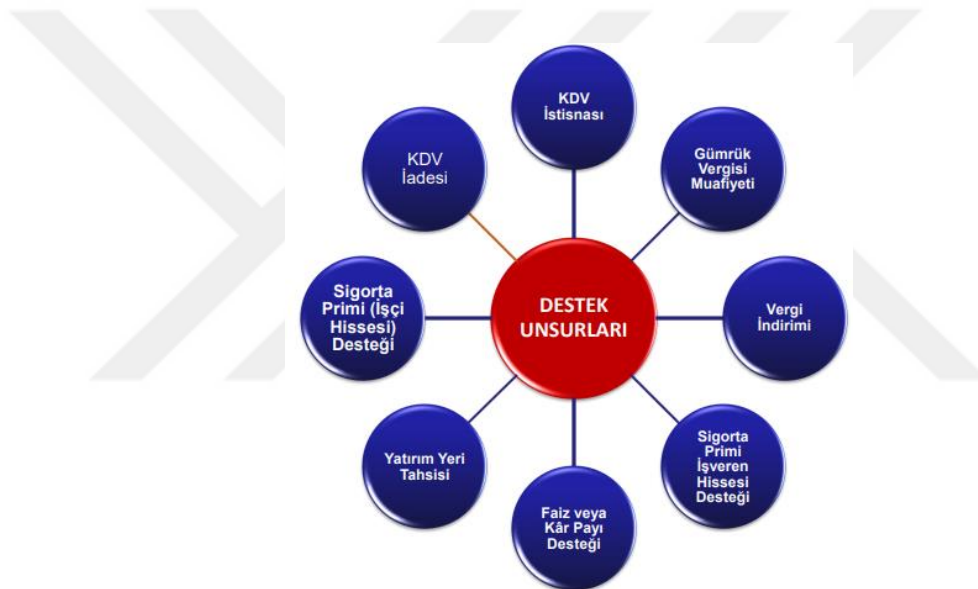 KDV
İstisnası
Gümrük
Vergisi
Muafiyeti
Vergi
İndirimi
Sigorta
Primi
İşveren
Hissesi
Desteği
Faiz veya
Kâr Payı
Desteği
Yatırım Yeri
Tahsisi
Sigorta
Primi (İşçi
Hissesi)
Desteği
KDV
İadesi
DESTEK
UNSURLARI